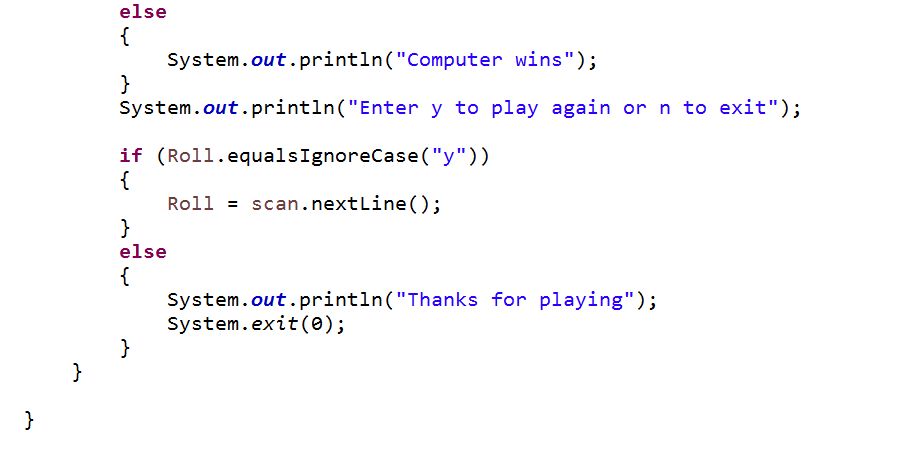 else
{
System.out.println("Computer wins");
}
System.out.println("Enter y to play again or n to exit");
if (Roll.equalsIgnoreCase("y"))
{
Roll = scan.nextLine();
}
else
{
System.out.println("Thanks for playing");
System.exit(0);
}
}
}